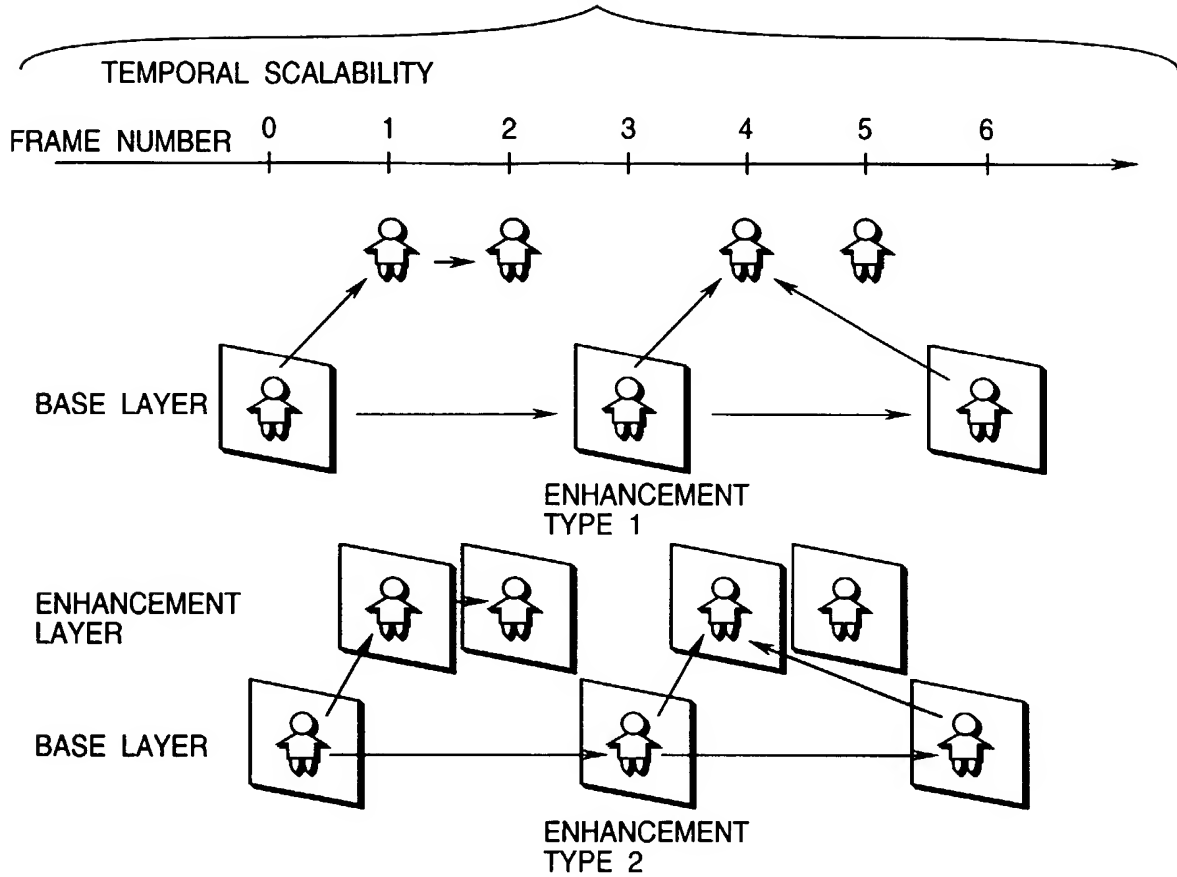 TEMPORAL SCALABILITY
FRAME NUMBER 0 1 2 3 4 5 6
BASE LAYER
ENHANCEMENT
TYPE 1
ENHANCEMENT
LAYER
BASE LAYER
ENHANCEMENT
TYPE 2